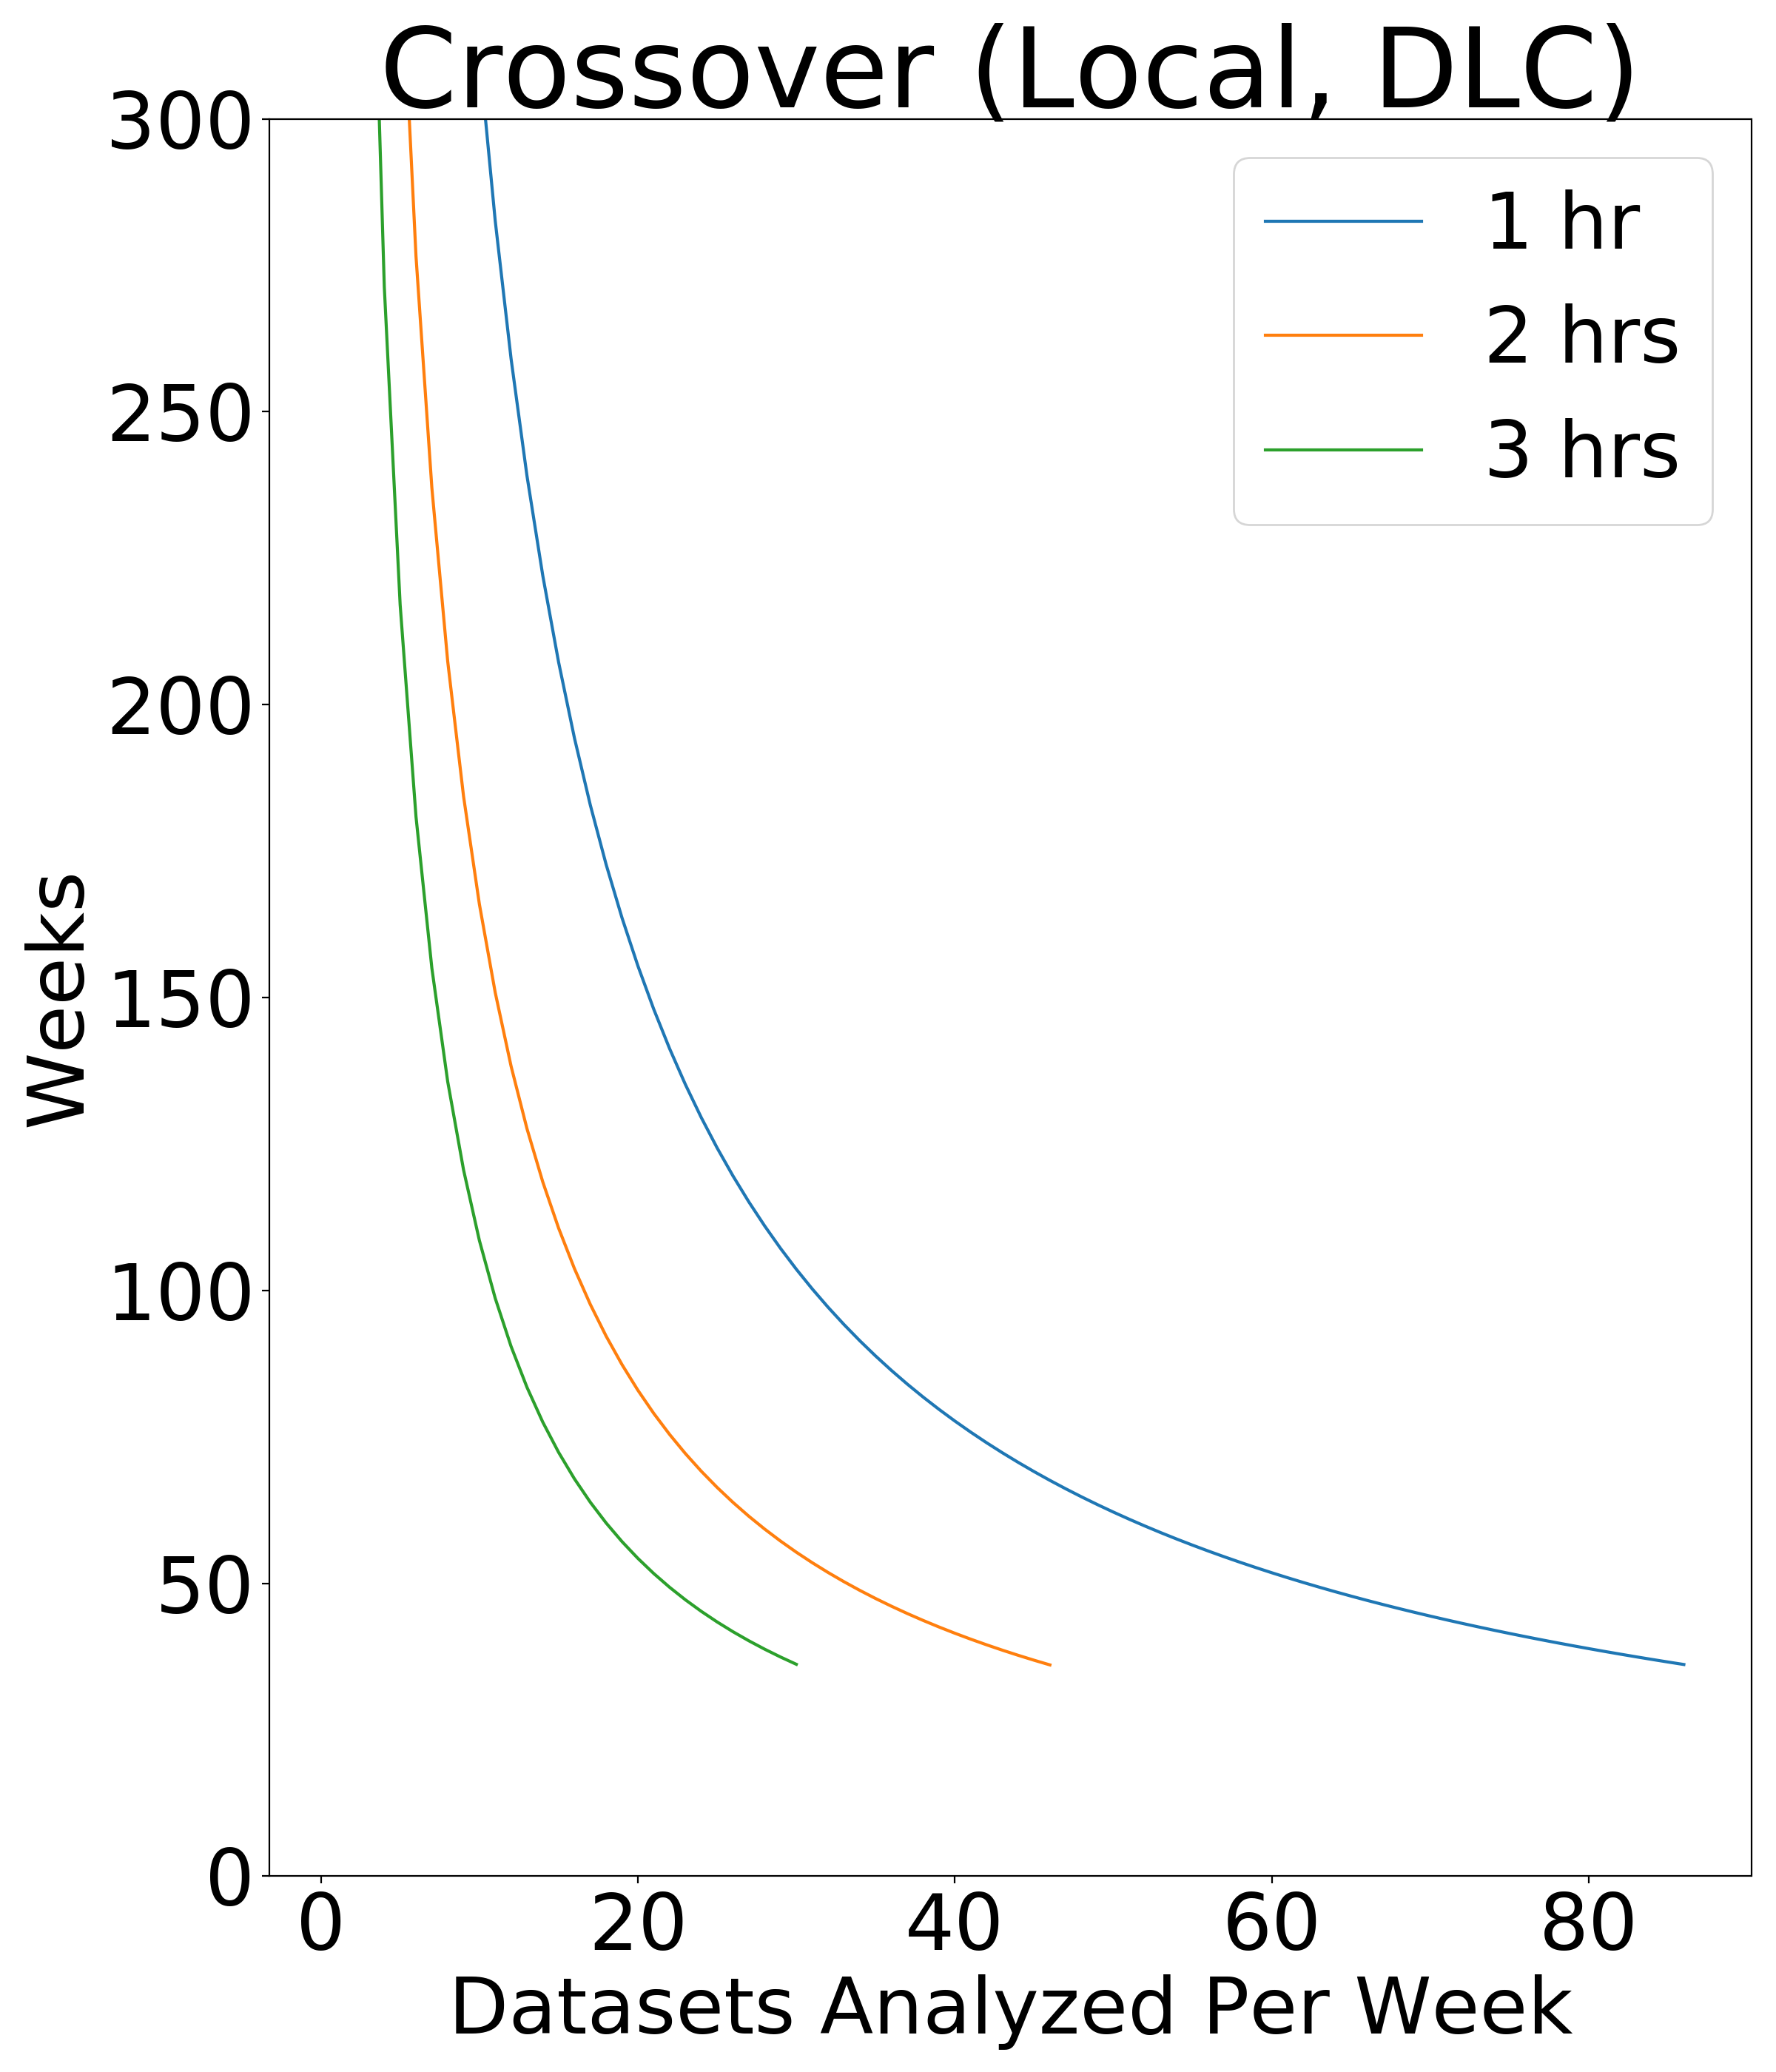 Crossover (Local, DLC)
300
250
200
150
100
50
0
Weeks
1 hr
2 hrs
3 hrs
0 20 40 60 80
Datasets Analyzed Per Week